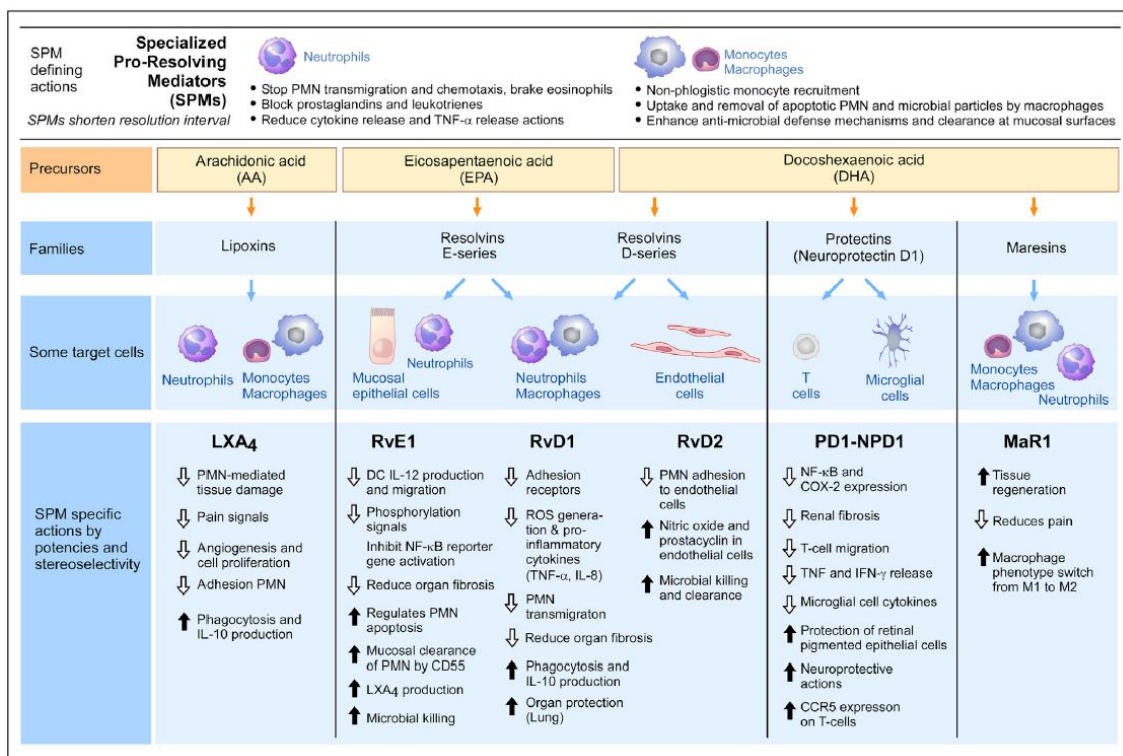 SPM
defining
actions
Specialized
Pro-Resolving
Mediators
(SPMs)
SPMs shorten resolution interval
Neutrophils
• Stop PMN transmigration and chemotaxis, brake eosinophils
• Block prostaglandins and leukotrienes
• Reduce cytokine release and TNF-α release actions
Monocytes
Macrophages
• Non-phlogistic monocyte recruitment
• Uptake and removal of apoptotic PMN and microbial particles by macrophages
• Enhance anti-microbial defense mechanisms and clearance at mucosal surfaces
Precursors
Arachidonic acid
(AA)
Eicosapentaenoic acid
(EPA)
Docoshexaenoic acid
(DHA)
Families
Lipoxins
Resolvins
E-series
Resolvins
D-series
Protectins
(Neuroprotectin D1)
Maresins
Some target cells
Neutrophils
Monocytes
Macrophages
Mucosal
epithelial cells
Neutrophils
Neutrophils
Macrophages
Endothelial
cells
T
cells
Microglial
cells
Monocytes
Macrophages
Neutrophils
SPM specific
actions by
potencies and
stereoselectivity
LXA4
⇩ PMN-mediated
tissue damage
⇩ Pain signals
⇩ Angiogenesis and
cell proliferation
⇩ Adhesion PMN
⬆ Phagocytosis and
IL-10 production
RvE1
⇩ DC IL-12 production
and migration
⇩ Phosphorylation
signals
Inhibit NF-κB reporter
gene activation
⇩ Reduce organ fibrosis
⬆ Regulates PMN
apoptosis
⬆ Mucosal clearance
of PMN by CD55
⬆ LXA4 production
⬆ Microbial killing
RvD1
⇩ Adhesion
receptors
⇩ ROS genera-
tion & pro-
inflammatory
cytokines
(TNF-α, IL-8)
⇩ PMN
transmigraton
⇩ Reduce organ fibrosis
⬆ Phagocytosis and
IL-10 production
⬆ Organ protection
(Lung)
RvD2
⇩ PMN adhesion
to endothelial
cells
⬆ Nitric oxide and
prostacyclin in
endothelial cells
⬆ Microbial killing
and clearance
PD1-NPD1
⇩ NF-κB and
COX-2 expression
⇩ Renal fibrosis
⇩ T-cell migration
⇩ TNF and IFN-γ release
⇩ Microglial cell cytokines
⬆ Protection of retinal
pigmented epithelial cells
⬆ Neuroprotective
actions
⬆ CCR5 expresson
on T-cells
MaR1
⬆ Tissue
regeneration
⇩ Reduces pain
⬆ Macrophage
phenotype switch
from M1 to M2